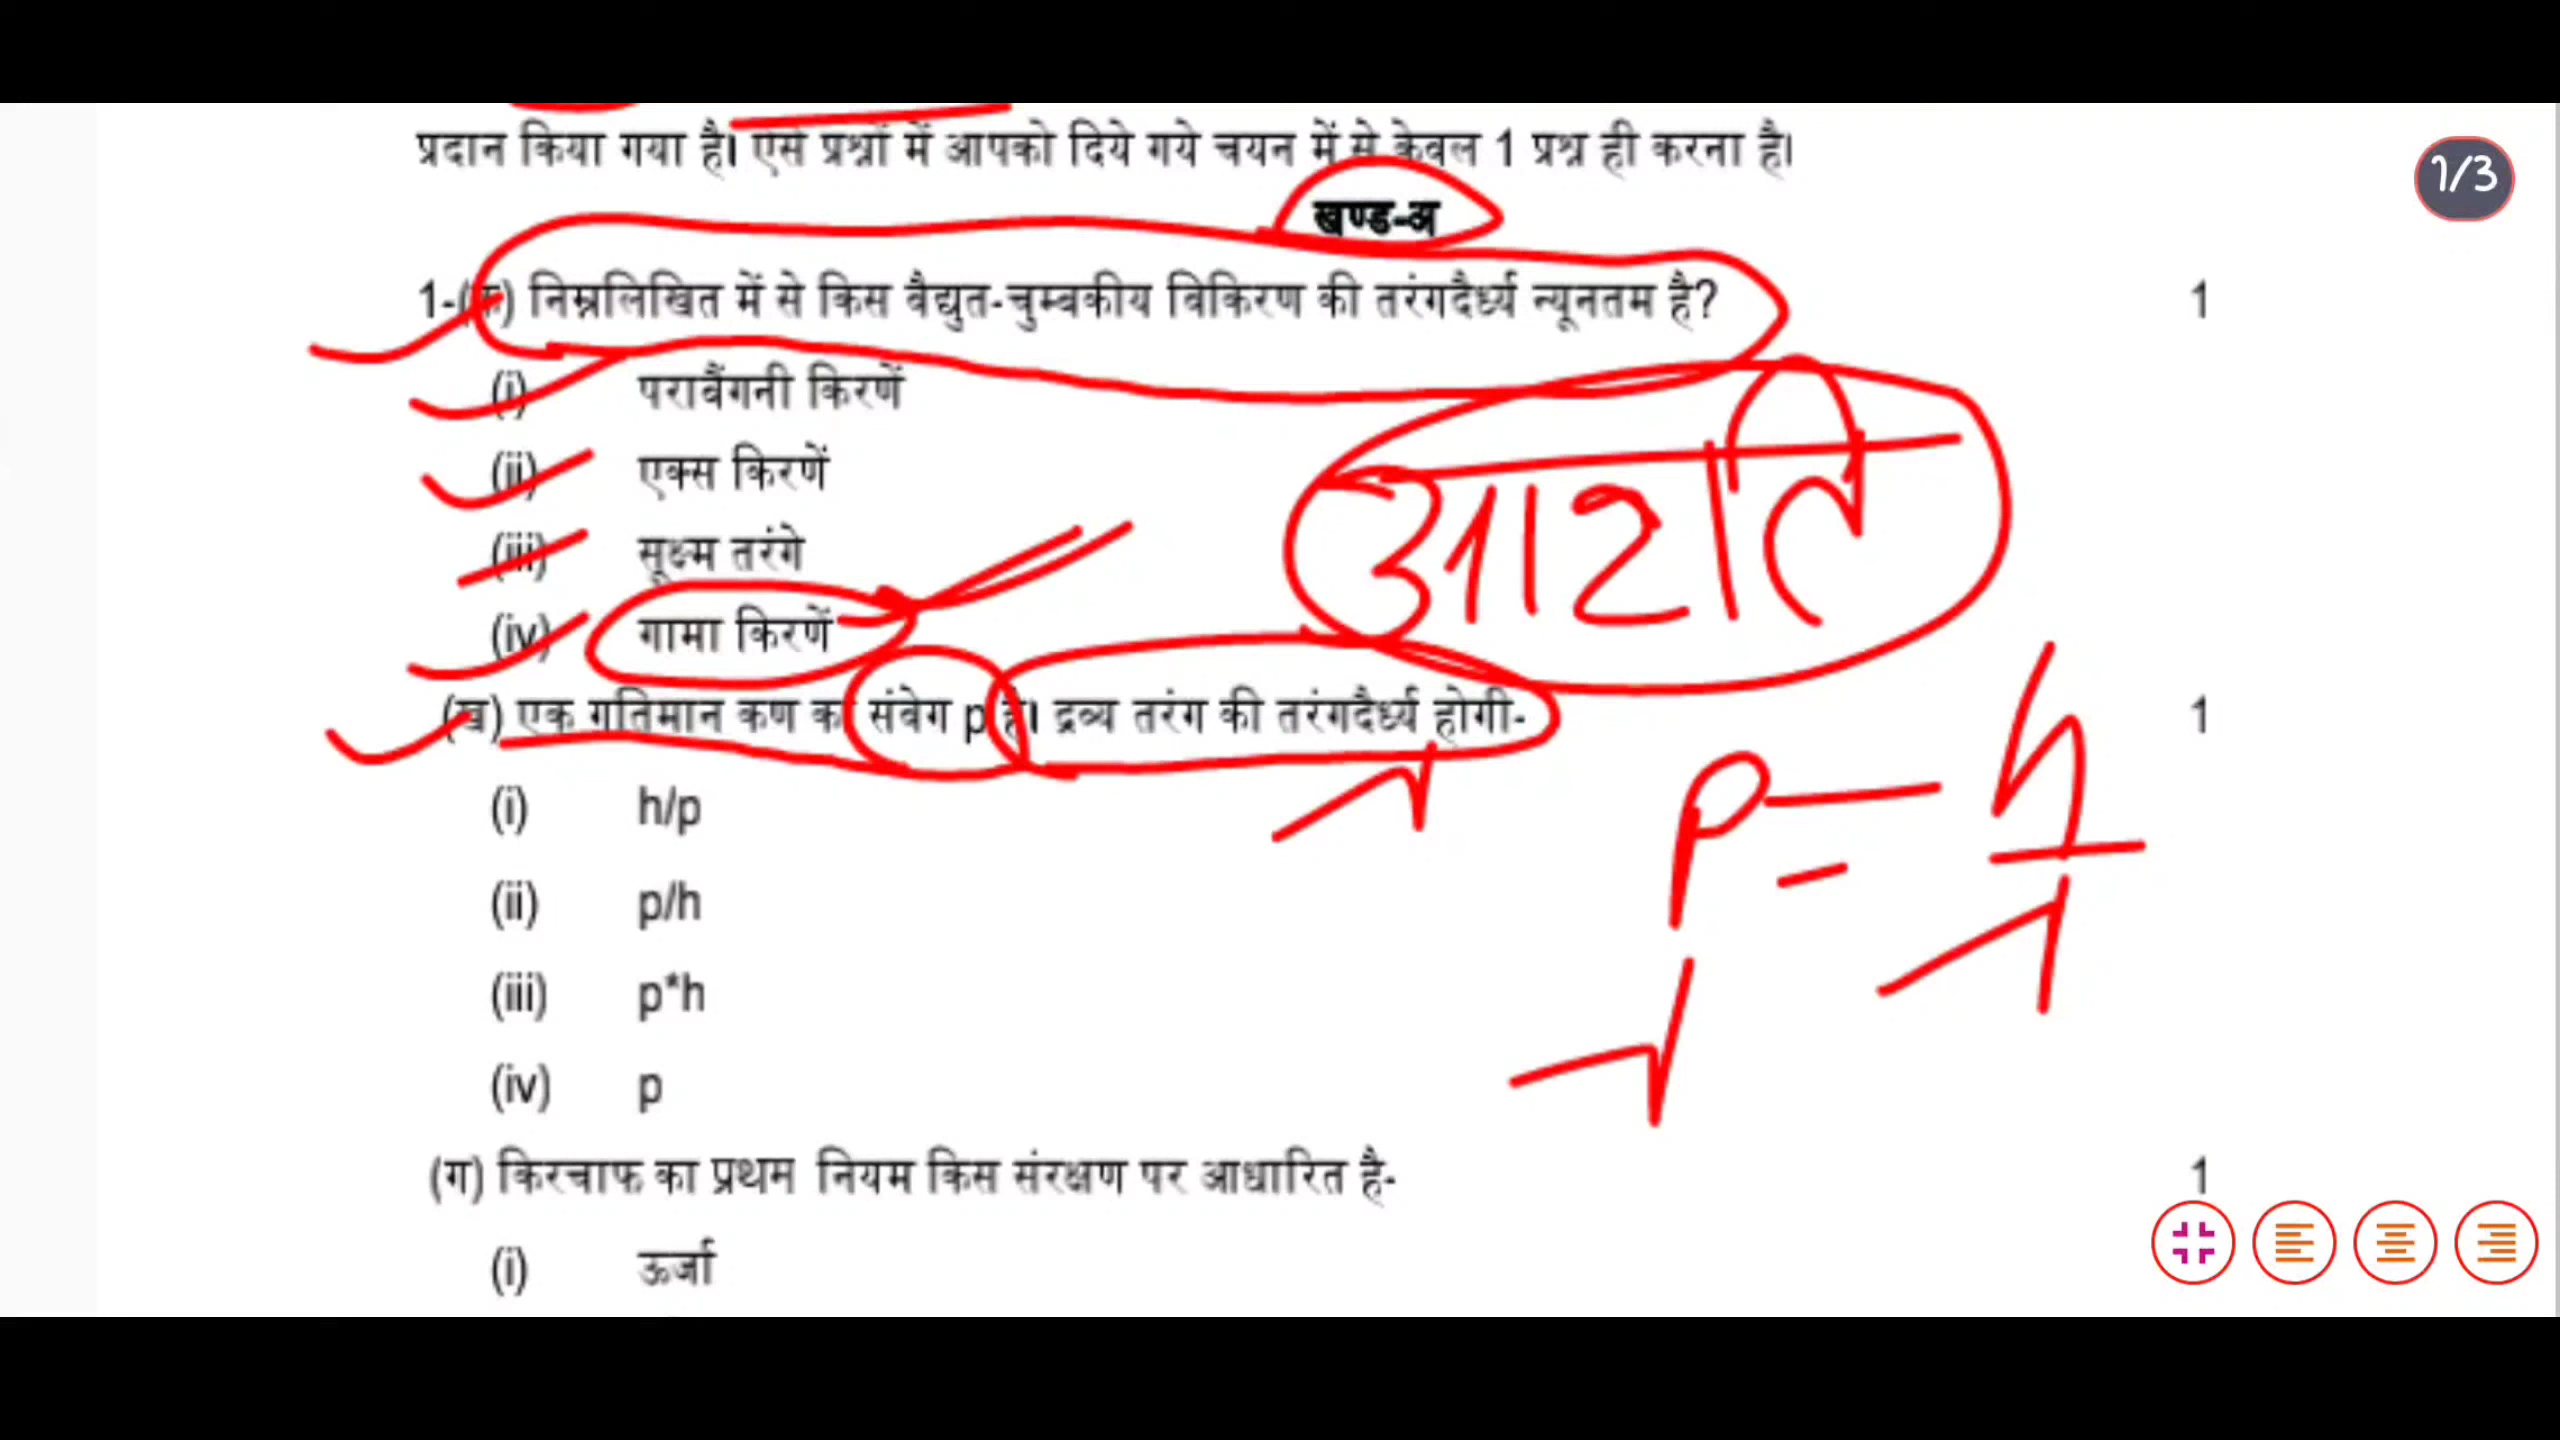 प्रदान किया गया है। ऐसे प्रश्नों में आपको दिये गये चयन में से केवल 1 प्रश्न ही करना है।
1/3
खण्ड-अ
1-(क) निम्नलिखित में से किस वैद्युत-चुम्बकीय विकिरण की तरंगदैर्ध्य न्यूनतम है? 1
(i) पराबैंगनी किरणें
(ii) एक्स किरणें
(iii) सूक्ष्म तरंगे
(iv) गामा किरणें
(ख) एक गतिमान कण का संवेग p है। द्रव्य तरंग की तरंगदैर्ध्य होगी- 1
(i) h/p
(ii) p/h
(iii) p*h
(iv) p
(ग) किरचाफ का प्रथम नियम किस संरक्षण पर आधारित है- 1
(i) ऊर्जा